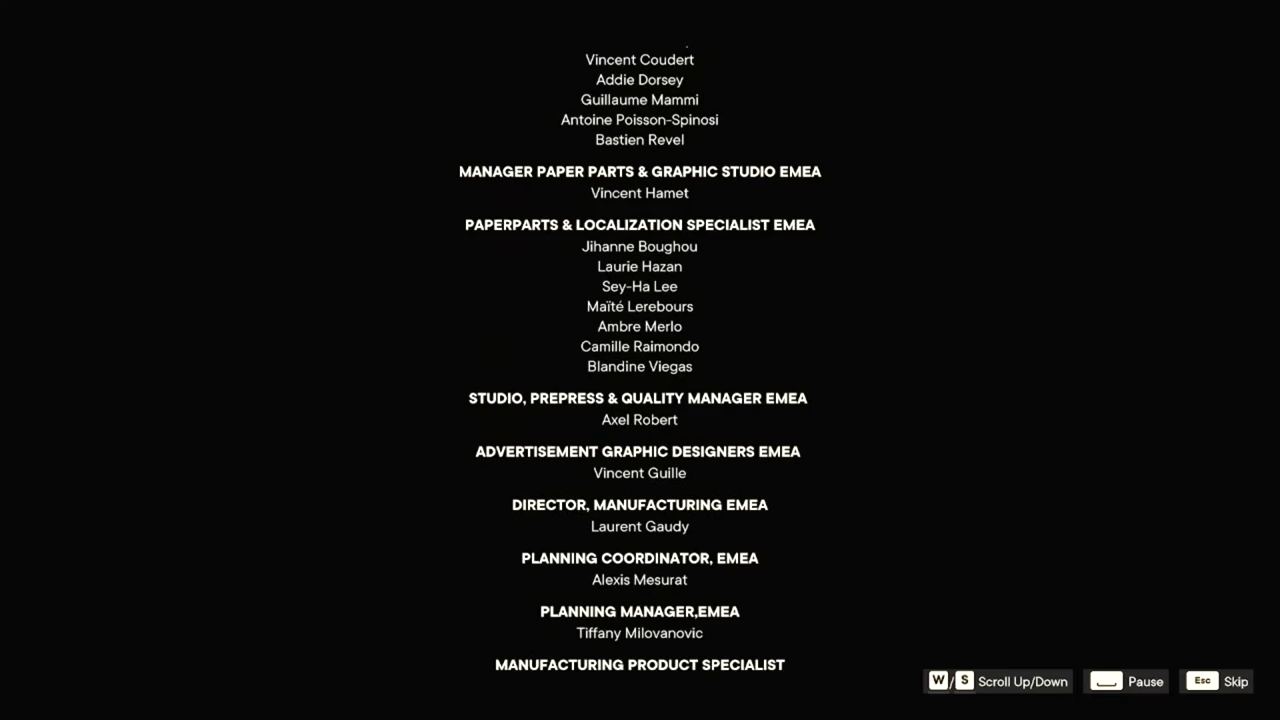 Vincent Coudert
Addie Dorsey
Guillaume Mammi
Antoine Poisson-Spinosi
Bastien Revel
MANAGER PAPER PARTS & GRAPHIC STUDIO EMEA
Vincent Hamet
PAPERPARTS & LOCALIZATION SPECIALIST EMEA
Jihanne Boughou
Laurie Hazan
Sey-Ha Lee
Maïté Lerebours
Ambre Merlo
Camille Raimondo
Blandine Viegas
STUDIO, PREPRESS & QUALITY MANAGER EMEA
Axel Robert
ADVERTISEMENT GRAPHIC DESIGNERS EMEA
Vincent Guille
DIRECTOR, MANUFACTURING EMEA
Laurent Gaudy
PLANNING COORDINATOR, EMEA
Alexis Mesurat
PLANNING MANAGER,EMEA
Tiffany Milovanovic
MANUFACTURING PRODUCT SPECIALIST
W/S Scroll Up/Down Pause Esc Skip